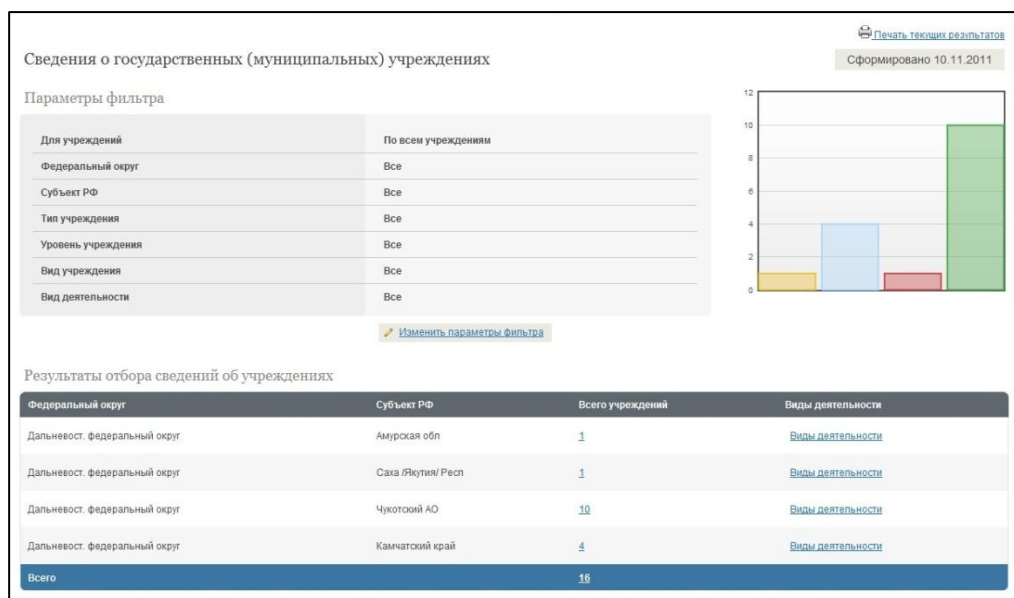 Печать текущих результатов
Сведения о государственных (муниципальных) учреждениях
Сформировано 10.11.2011
Параметры фильтра
Для учреждений По всем учреждениям
Федеральный округ Все
Субъект РФ Все
Тип учреждения Все
Уровень учреждения Все
Вид учреждения Все
Вид деятельности Все
12
10
8
6
4
2
0
Изменить параметры фильтра
Результаты отбора сведений об учреждениях
Федеральный округ Субъект РФ Всего учреждений Виды деятельности
Дальневост. федеральный округ Амурская обл 1 Виды деятельности
Дальневост. федеральный округ Саха /Якутия/ Респ 1 Виды деятельности
Дальневост. федеральный округ Чукотский АО 10 Виды деятельности
Дальневост. федеральный округ Камчатский край 4 Виды деятельности
Всего 16